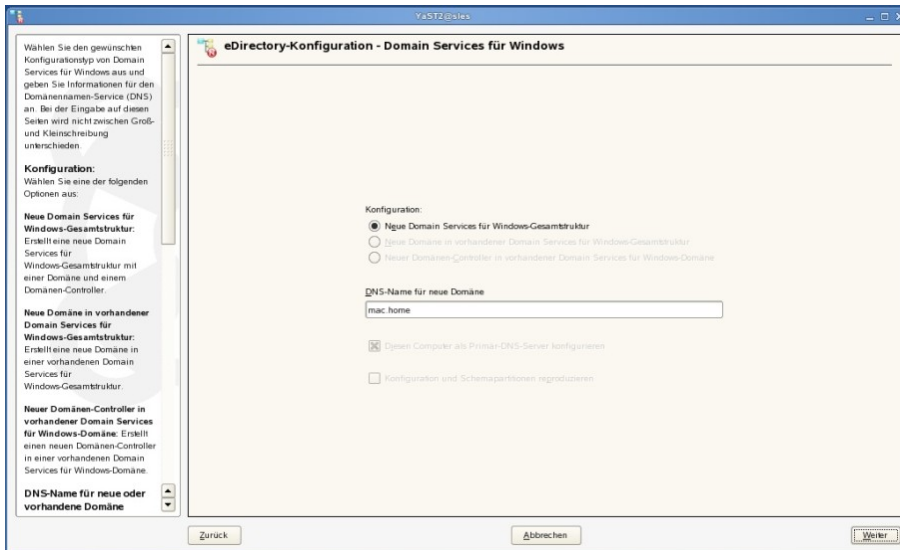 YaST2@sles
Wählen Sie den gewünschten
Konfigurationstyp von Domain
Services für Windows aus und
geben Sie Informationen für den
Domänennamen-Service (DNS)
an. Bei der Eingabe auf diesen
Seiten wird nicht zwischen Groß-
und Kleinschreibung
unterschieden.
Konfiguration:
Wählen Sie eine der folgenden
Optionen aus:
Neue Domain Services für
Windows-Gesamtstruktur:
Erstellt eine neue Domain
Services für
Windows-Gesamtstruktur mit
einer Domäne und einem
Domänen-Controller.
Neue Domäne in vorhandener
Domain Services für
Windows-Gesamtstruktur:
Erstellt eine neue Domäne in
einer vorhandenen Domain
Services für
Windows-Gesamtstruktur.
Neuer Domänen-Controller in
vorhandener Domain Services
für Windows-Domäne: Erstellt
einen neuen Domänen-Controller
in einer vorhandenen Domain
Services für Windows-Domäne.
DNS-Name für neue oder
vorhandene Domäne
eDirectory-Konfiguration - Domain Services für Windows
Konfiguration:
Neue Domain Services für Windows-Gesamtstruktur
Neue Domäne in vorhandener Domain Services für Windows-Gesamtstruktur
Neuer Domänen-Controller in vorhandener Domain Services für Windows-Domäne
DNS-Name für neue Domäne
mac.home
Diesen Computer als Primär-DNS-Server konfigurieren
Konfiguration und Schemapartitionen reproduzieren
Zurück
Abbrechen
Weiter